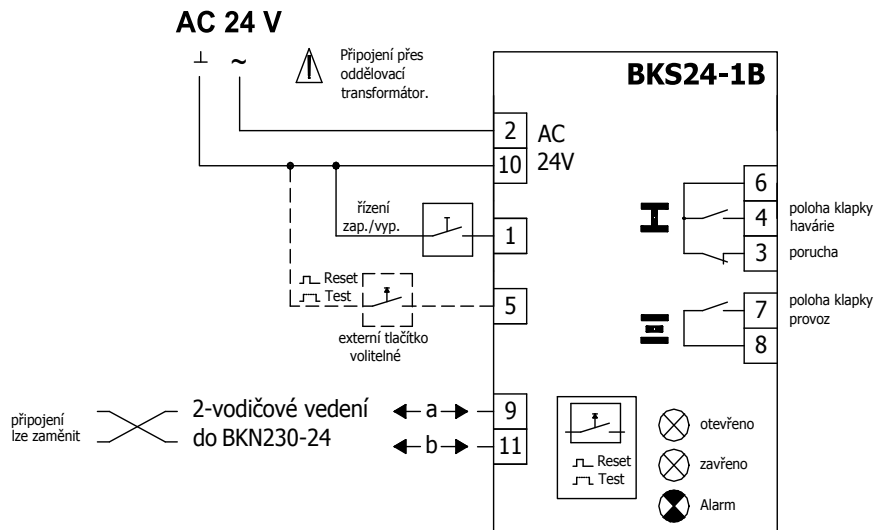 AC 24 V
⊥ ~
Připojení přes
oddělovací
transformátor.
BKS24-1B
2
AC
10
24V
řízení
zap./vyp.
1
Reset
Test
5
externí tlačítko
volitelné
6
4
poloha klapky
havárie
3
porucha
7
poloha klapky
provoz
8
připojení
lze zaměnit
2-vodičové vedení
a
9
do BKN230-24
b
11
Reset
Test
otevřeno
zavřeno
Alarm